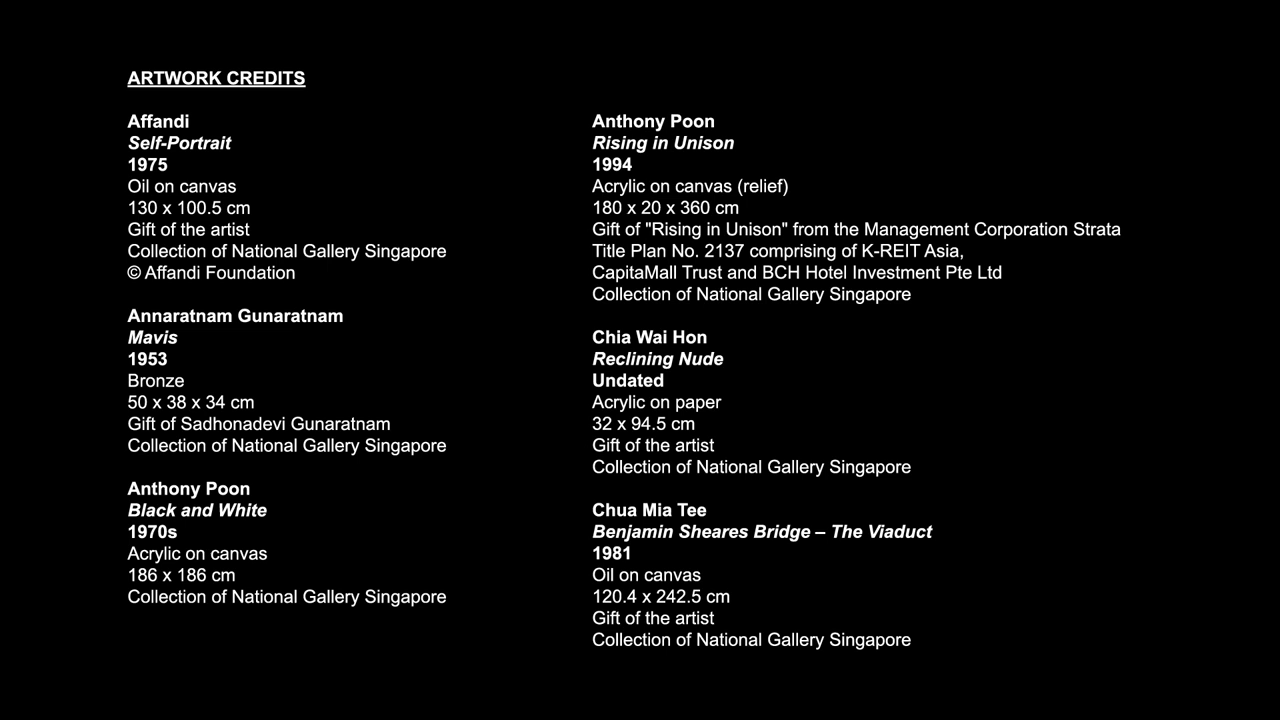 ARTWORK CREDITS
Affandi
Self-Portrait
1975
Oil on canvas
130 x 100.5 cm
Gift of the artist
Collection of National Gallery Singapore
© Affandi Foundation
Annaratnam Gunaratnam
Mavis
1953
Bronze
50 x 38 x 34 cm
Gift of Sadhonadevi Gunaratnam
Collection of National Gallery Singapore
Anthony Poon
Black and White
1970s
Acrylic on canvas
186 x 186 cm
Collection of National Gallery Singapore
Anthony Poon
Rising in Unison
1994
Acrylic on canvas (relief)
180 x 20 x 360 cm
Gift of "Rising in Unison" from the Management Corporation Strata
Title Plan No. 2137 comprising of K-REIT Asia,
CapitaMall Trust and BCH Hotel Investment Pte Ltd
Collection of National Gallery Singapore
Chia Wai Hon
Reclining Nude
Undated
Acrylic on paper
32 x 94.5 cm
Gift of the artist
Collection of National Gallery Singapore
Chua Mia Tee
Benjamin Sheares Bridge – The Viaduct
1981
Oil on canvas
120.4 x 242.5 cm
Gift of the artist
Collection of National Gallery Singapore